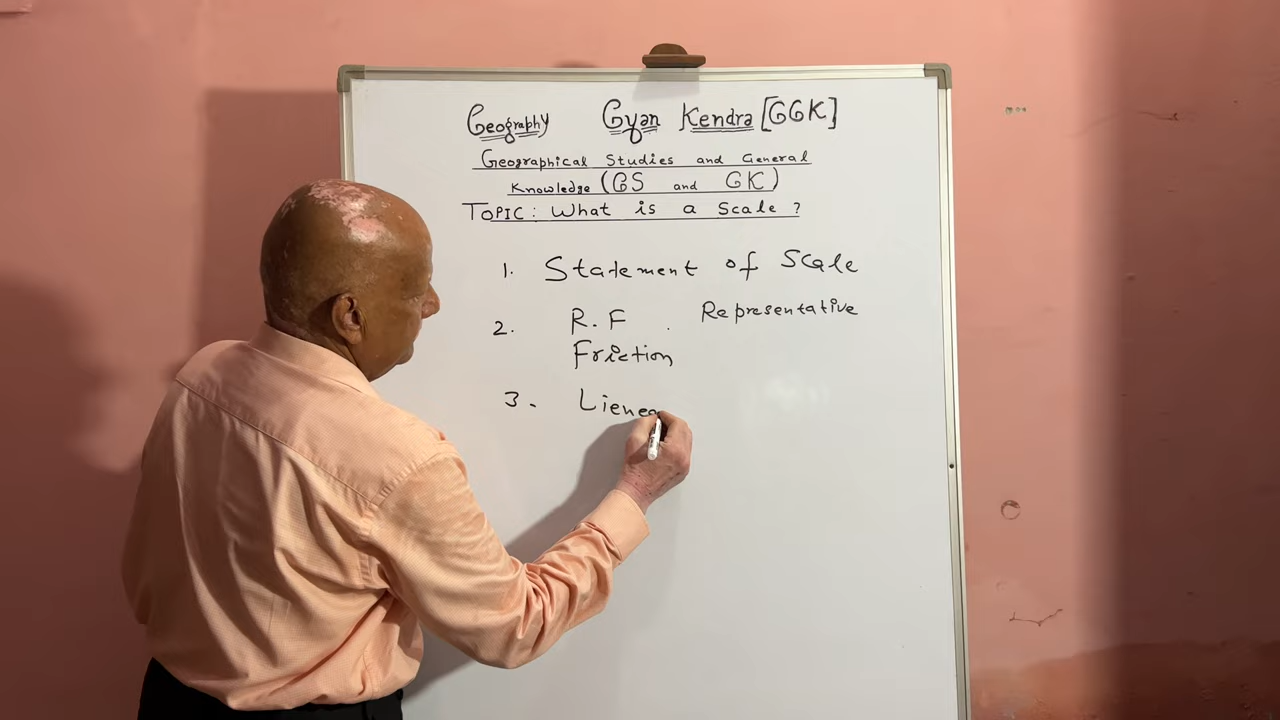 Geography Gyan Kendra [GGK]
Geographical Studies and General
Knowledge (GS and GK)
TOPIC: What is a Scale?
1. Statement of Scale
2. R.F. Representative
Friction
3. Lienea